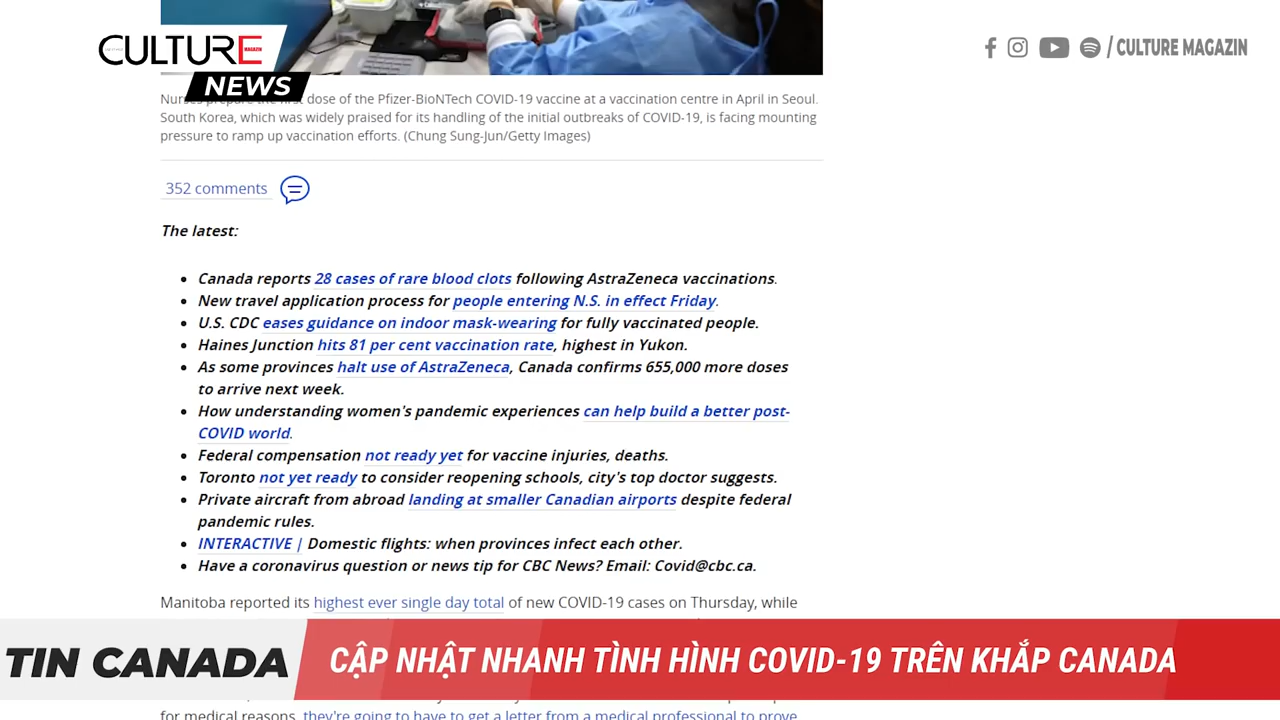 CULTURE
MAGAZIN
NEWS
/ CULTURE MAGAZIN
Nurses prepare the first dose of the Pfizer-BioNTech COVID-19 vaccine at a vaccination centre in April in Seoul.
South Korea, which was widely praised for its handling of the initial outbreaks of COVID-19, is facing mounting
pressure to ramp up vaccination efforts. (Chung Sung-Jun/Getty Images)
352 comments
The latest:
• Canada reports 28 cases of rare blood clots following AstraZeneca vaccinations.
• New travel application process for people entering N.S. in effect Friday.
• U.S. CDC eases guidance on indoor mask-wearing for fully vaccinated people.
• Haines Junction hits 81 per cent vaccination rate, highest in Yukon.
• As some provinces halt use of AstraZeneca, Canada confirms 655,000 more doses
to arrive next week.
• How understanding women's pandemic experiences can help build a better post-
COVID world.
• Federal compensation not ready yet for vaccine injuries, deaths.
• Toronto not yet ready to consider reopening schools, city's top doctor suggests.
• Private aircraft from abroad landing at smaller Canadian airports despite federal
pandemic rules.
• INTERACTIVE | Domestic flights: when provinces infect each other.
• Have a coronavirus question or news tip for CBC News? Email: Covid@cbc.ca.
Manitoba reported its highest ever single day total of new COVID-19 cases on Thursday, while
TIN CANADA
CẬP NHẬT NHANH TÌNH HÌNH COVID-19 TRÊN KHẮP CANADA
for medical reasons, they're going to have to get a letter from a medical professional to prove